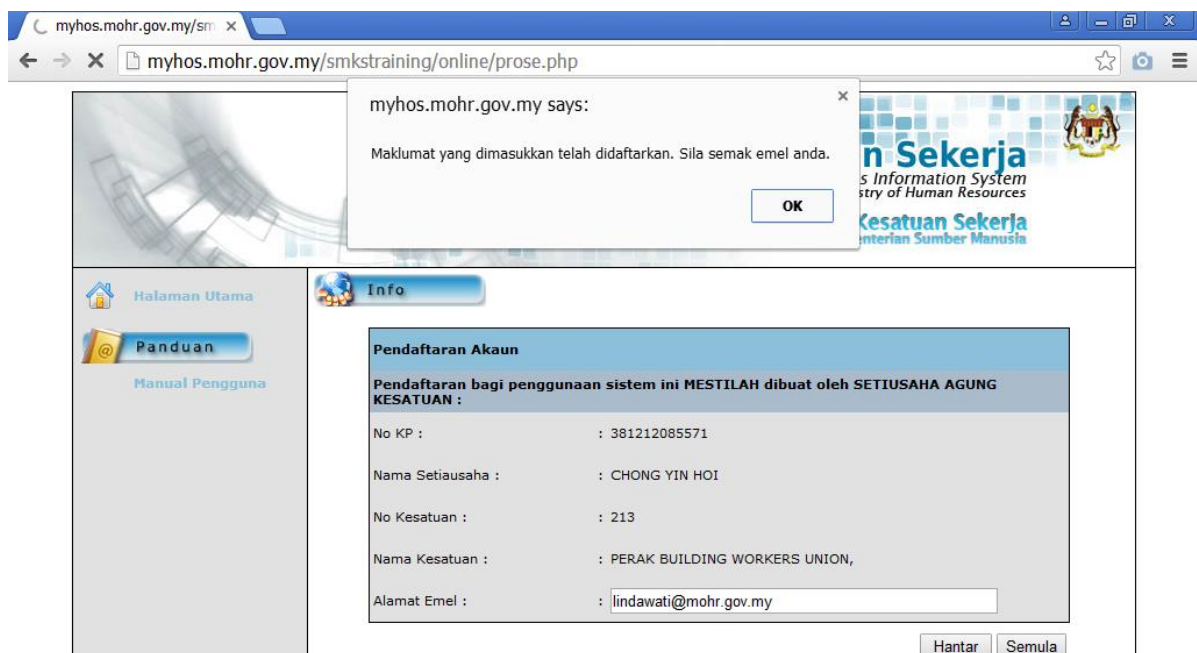 myhos.mohr.gov.my/sm
myhos.mohr.gov.my/smkstraining/online/prose.php
myhos.mohr.gov.my says:
Maklumat yang dimasukkan telah didaftarkan. Sila semak emel anda.
OK
n Sekerja
s Information System
stry of Human Resources
Kesatuan Sekerja
enterian Sumber Manusia
Halaman Utama
Info
Panduan
Manual Pengguna
Pendaftaran Akaun
Pendaftaran bagi penggunaan sistem ini MESTILAH dibuat oleh SETIUSAHA AGUNG
KESATUAN :
No KP : : 381212085571
Nama Setiausaha : : CHONG YIN HOI
No Kesatuan : : 213
Nama Kesatuan : : PERAK BUILDING WORKERS UNION,
Alamat Emel : : lindawati@mohr.gov.my
Hantar Semula